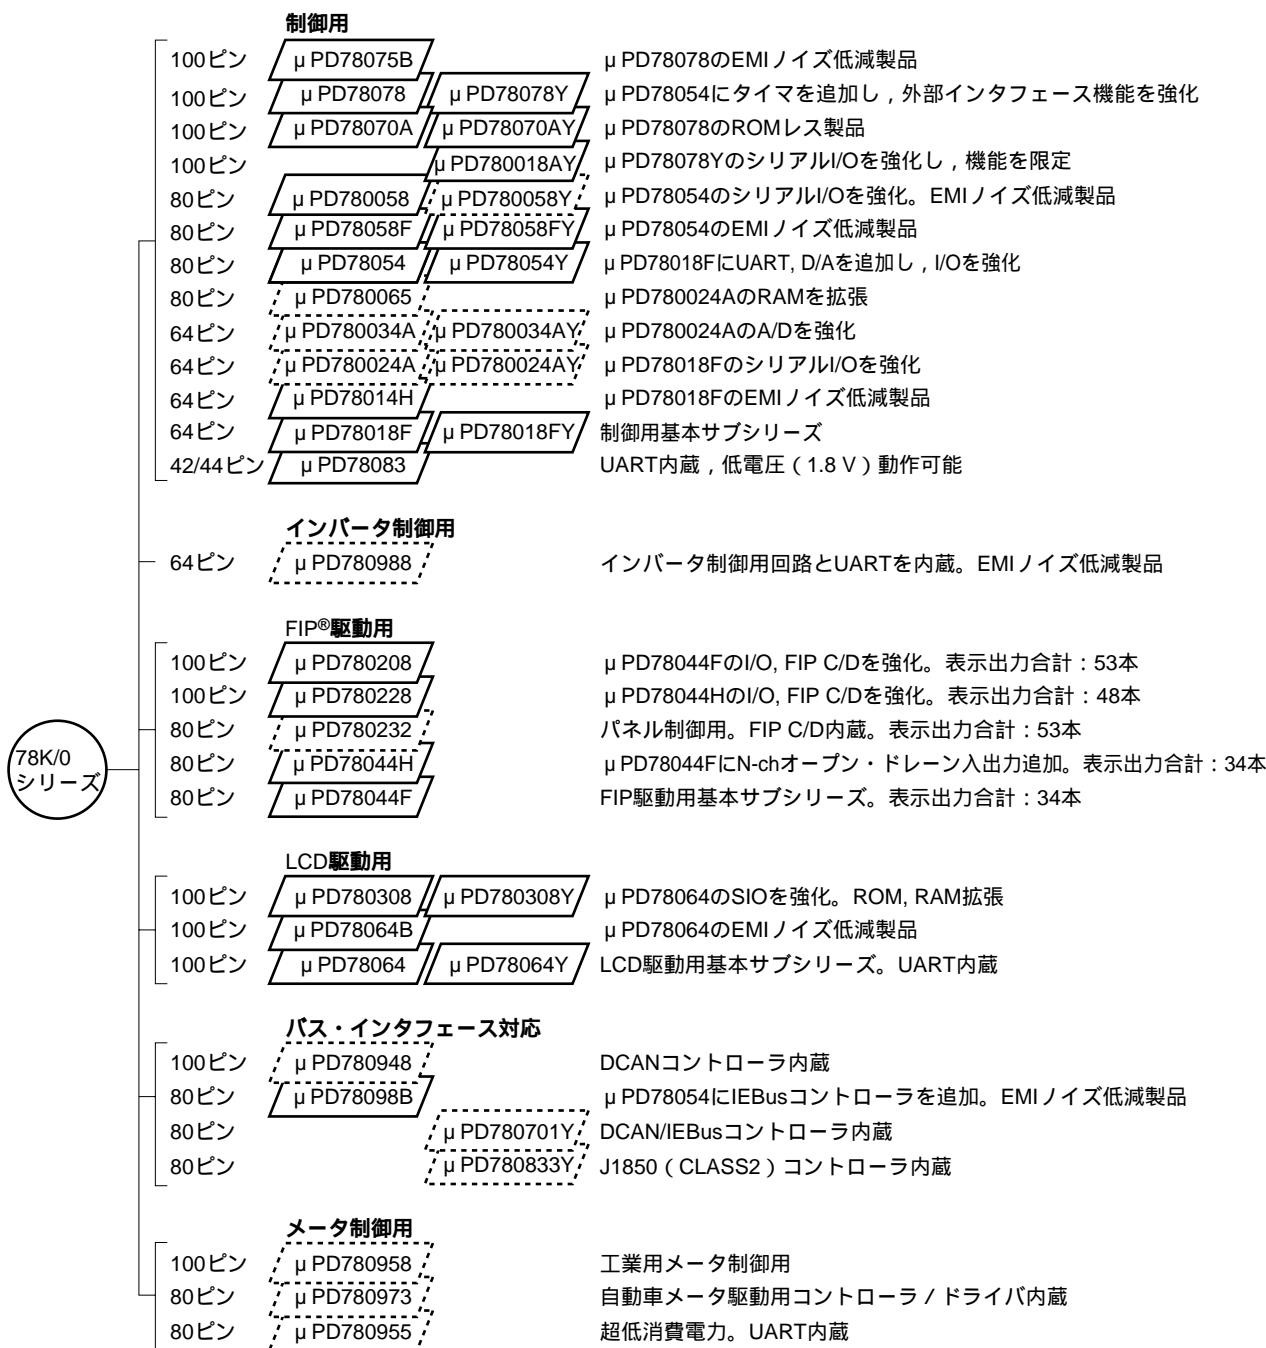 制御用
100ピン μPD78075B μPD78078のEMIノイズ低減製品
100ピン μPD78078 μPD78078Y μPD78054にタイマを追加し，外部インタフェース機能を強化
100ピン μPD78070A μPD78070AY μPD78078のROMレス製品
100ピン μPD780018AY μPD78078YのシリアルI/Oを強化し，機能を限定
80ピン μPD780058 μPD780058Y μPD78054のシリアルI/Oを強化。EMIノイズ低減製品
80ピン μPD78058F μPD78058FY μPD78054のEMIノイズ低減製品
80ピン μPD78054 μPD78054Y μPD78018FにUART, D/Aを追加し，I/Oを強化
80ピン μPD780065 μPD780024AのRAMを拡張
64ピン μPD780034A μPD780034AY μPD780024AのA/Dを強化
64ピン μPD780024A μPD780024AY μPD78018FのシリアルI/Oを強化
64ピン μPD78014H μPD78018FのEMIノイズ低減製品
64ピン μPD78018F μPD78018FY 制御用基本サブシリーズ
42/44ピン μPD78083 UART内蔵，低電圧（1.8 V）動作可能
インバータ制御用
64ピン μPD780988 インバータ制御用回路とUARTを内蔵。EMIノイズ低減製品
FIP®駆動用
100ピン μPD780208 μPD78044FのI/O, FIP C/Dを強化。表示出力合計：53本
100ピン μPD780228 μPD78044HのI/O, FIP C/Dを強化。表示出力合計：48本
80ピン μPD780232 パネル制御用。FIP C/D内蔵。表示出力合計：53本
78K/0
シリーズ
80ピン μPD78044H μPD78044FにN-chオープン・ドレーン入出力追加。表示出力合計：34本
80ピン μPD78044F FIP駆動用基本サブシリーズ。表示出力合計：34本
LCD駆動用
100ピン μPD780308 μPD780308Y μPD78064のSIOを強化。ROM, RAM拡張
100ピン μPD78064B μPD78064のEMIノイズ低減製品
100ピン μPD78064 μPD78064Y LCD駆動用基本サブシリーズ。UART内蔵
バス・インタフェース対応
100ピン μPD780948 DCANコントローラ内蔵
80ピン μPD78098B μPD78054にIEBusコントローラを追加。EMIノイズ低減製品
80ピン μPD780701Y DCAN/IEBusコントローラ内蔵
80ピン μPD780833Y J1850（CLASS2）コントローラ内蔵
メータ制御用
100ピン μPD780958 工業用メータ制御用
80ピン μPD780973 自動車メータ駆動用コントローラ／ドライバ内蔵
80ピン μPD780955 超低消費電力。UART内蔵